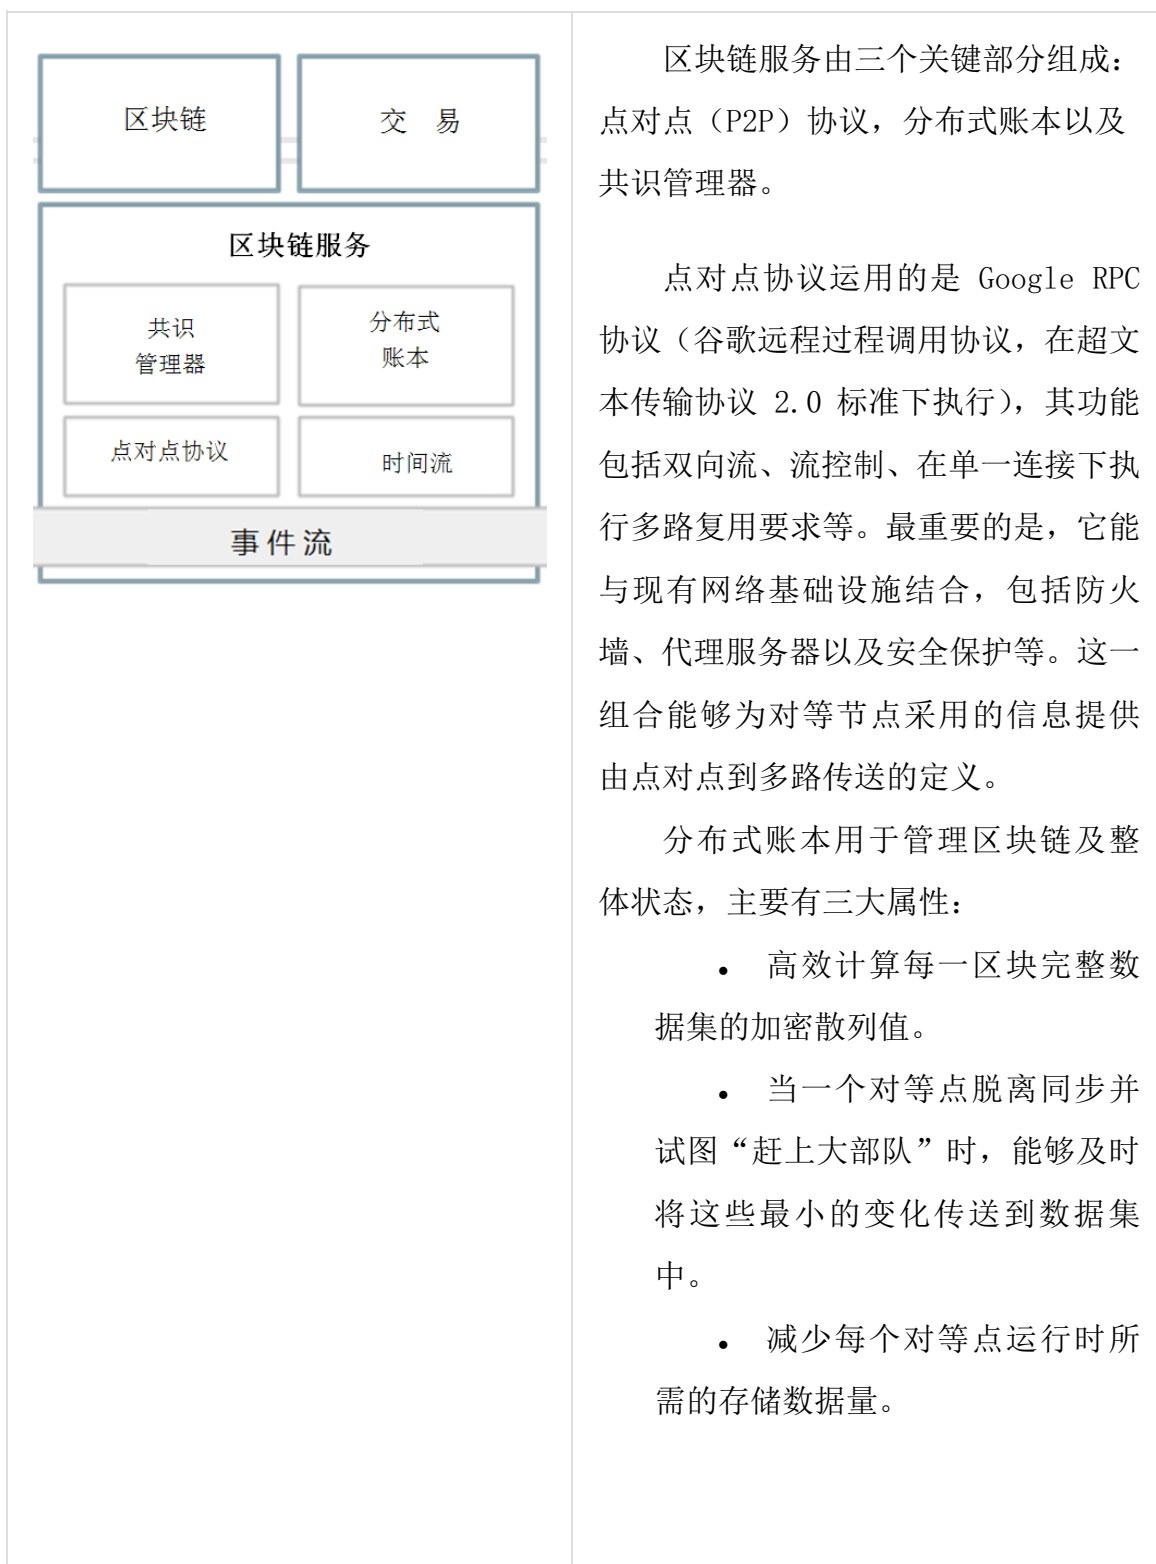 区块链
交 易
区块链服务
共识
管理器
分布式
账本
点对点协议
时间流
事件流
区块链服务由三个关键部分组成：
点对点（P2P）协议，分布式账本以及
共识管理器。
点对点协议运用的是 Google RPC
协议（谷歌远程过程调用协议，在超文
本传输协议 2.0 标准下执行），其功能
包括双向流、流控制、在单一连接下执
行多路复用要求等。最重要的是，它能
与现有网络基础设施结合，包括防火
墙、代理服务器以及安全保护等。这一
组合能够为对等节点采用的信息提供
由点对点到多路传送的定义。
分布式账本用于管理区块链及整
体状态，主要有三大属性：
• 高效计算每一区块完整数
据集的加密散列值。
• 当一个对等点脱离同步并
试图“赶上大部队”时，能够及时
将这些最小的变化传送到数据集
中。
• 减少每个对等点运行时所
需的存储数据量。